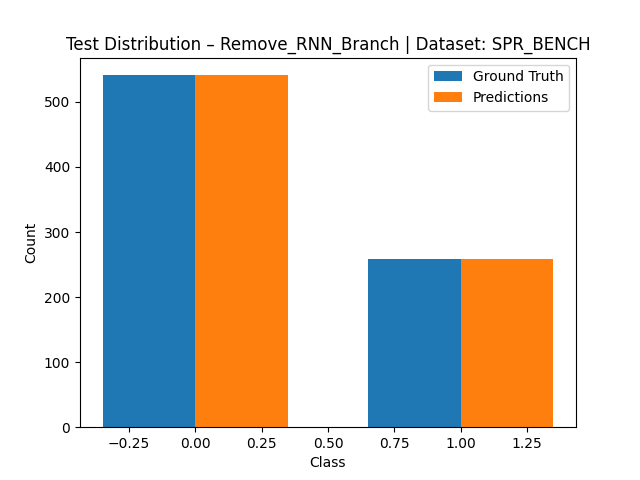 Test Distribution – Remove_RNN_Branch | Dataset: SPR_BENCH
Ground Truth
Predictions
500
400
300
200
100
0
Count
−0.25 0.00 0.25 0.50 0.75 1.00 1.25
Class